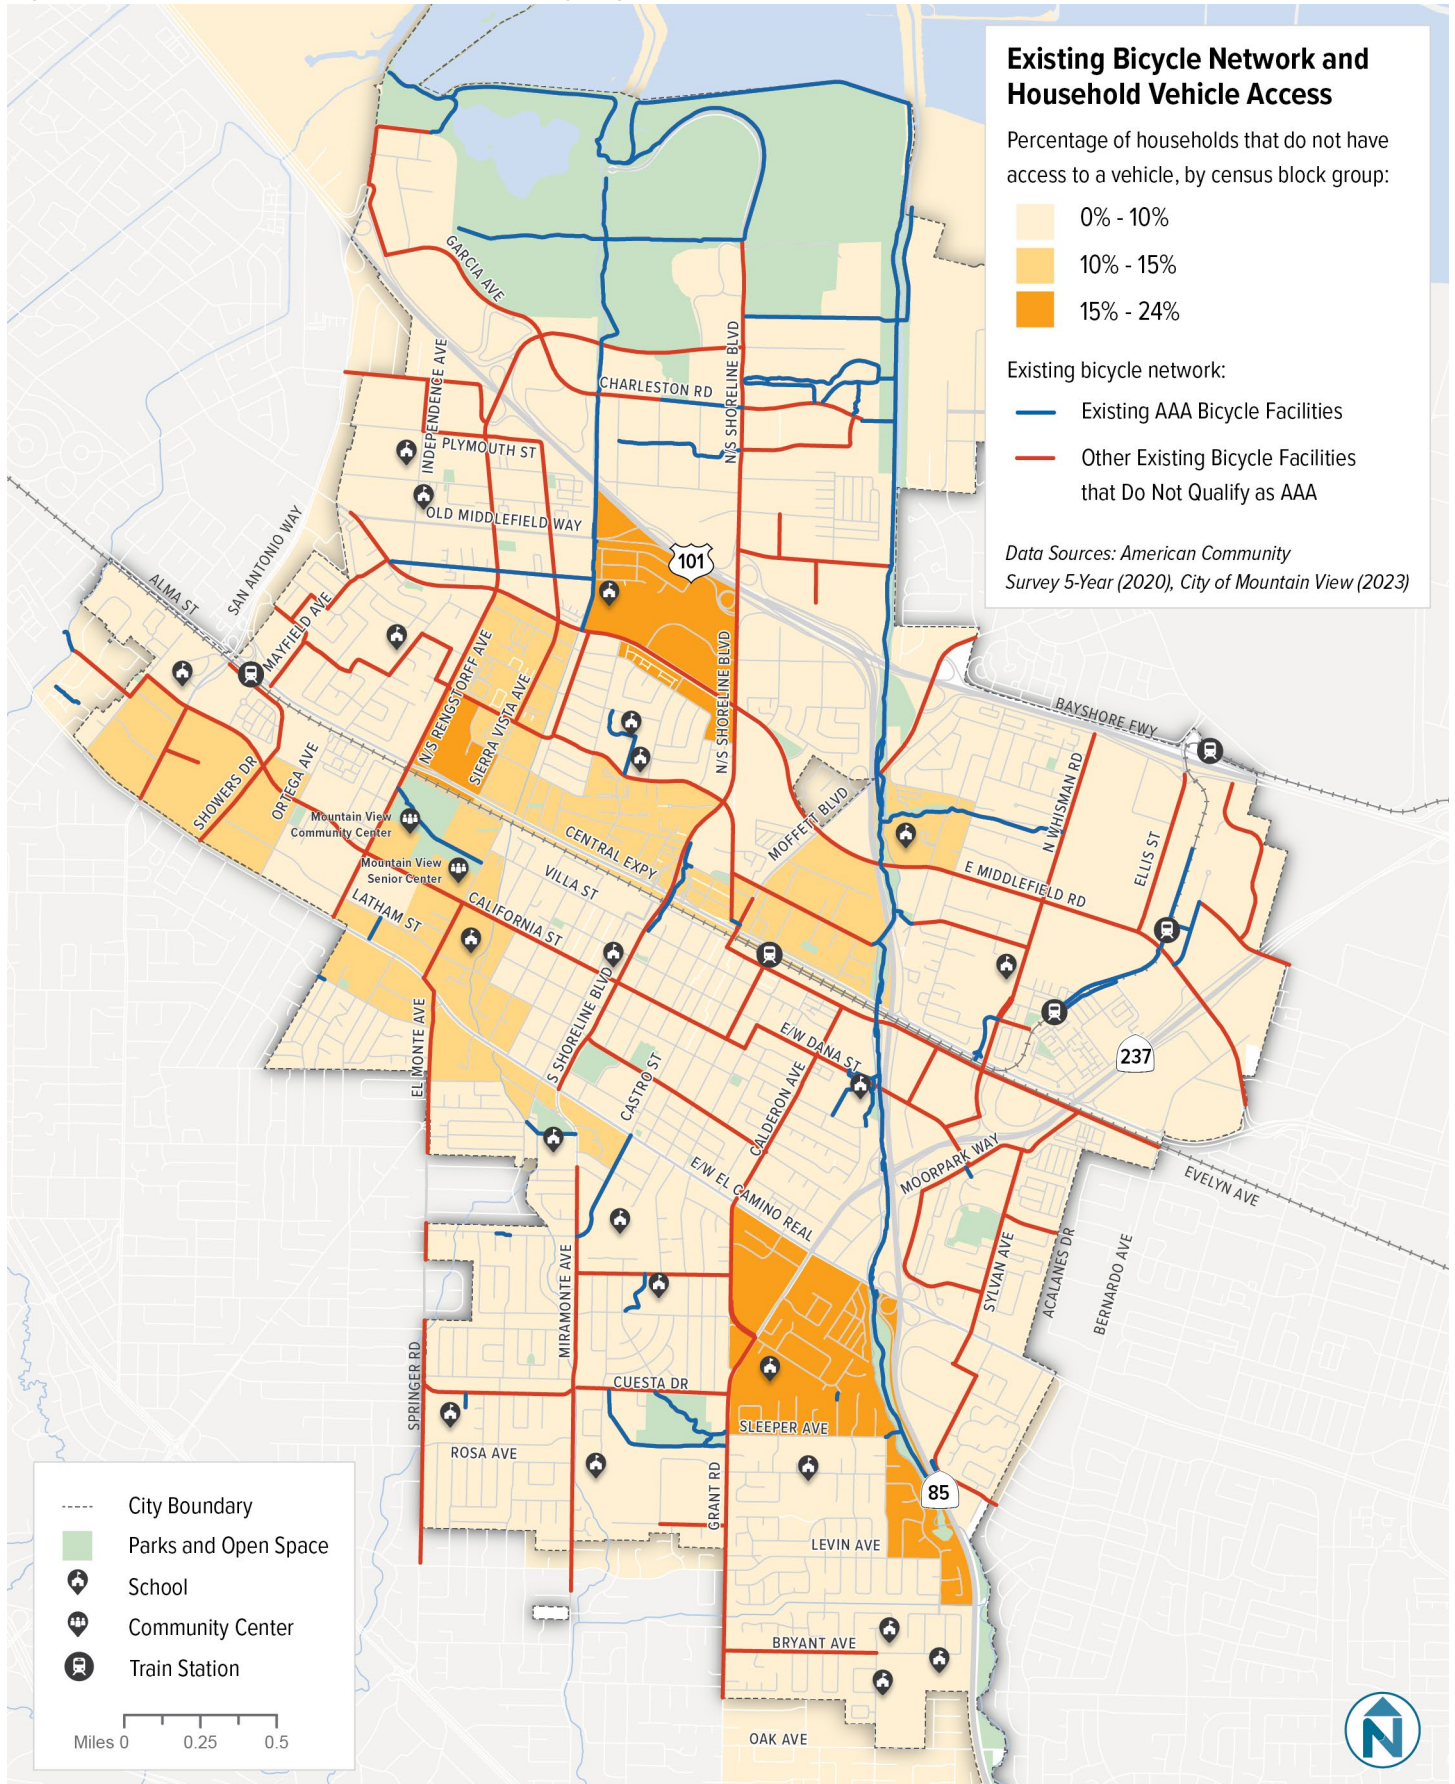 Existing Bicycle Network and
Household Vehicle Access
Percentage of households that do not have
access to a vehicle, by census block group:
0% - 10%
10% - 15%
15% - 24%
Existing bicycle network:
Existing AAA Bicycle Facilities
Other Existing Bicycle Facilities
that Do Not Qualify as AAA
Data Sources: American Community
Survey 5-Year (2020), City of Mountain View (2023)
GARCIA AVE
INDEPENDENCE AVE
N/S SHORELINE BLVD
CHARLESTON RD
PLYMOUTH ST
OLD MIDDLEFIELD WAY
101
SAN ANTONIO WAY
ALMA ST
MAYFIELD AVE
N/S RENGSTORFF AVE
SIERRA VISTA AVE
N/S SHORELINE BLVD
BAYSHORE FWY
N WHISMAN RD
SHOWERS DR
ORTEGA AVE
Mountain View
Community Center
MOFFETT BLVD
CENTRAL EXPY
ELLIS ST
Mountain View
Senior Center
VILLA ST
E MIDDLEFIELD RD
LATHAM ST
CALIFORNIA ST
EL MONTE AVE
S SHORELINE BLVD
E/W DANA ST
237
CASTRO ST
CALDERON AVE
MOORPARK WAY
E/W EL CAMINO REAL
EVELYN AVE
MIRAMONTE AVE
SYLVAN AVE
ACALANES DR
BERNARDO AVE
SPRINGER RD
CUESTA DR
SLEEPER AVE
ROSA AVE
GRANT RD
85
LEVIN AVE
BRYANT AVE
OAK AVE
City Boundary
Parks and Open Space
School
Community Center
Train Station
Miles 0 0.25 0.5
N